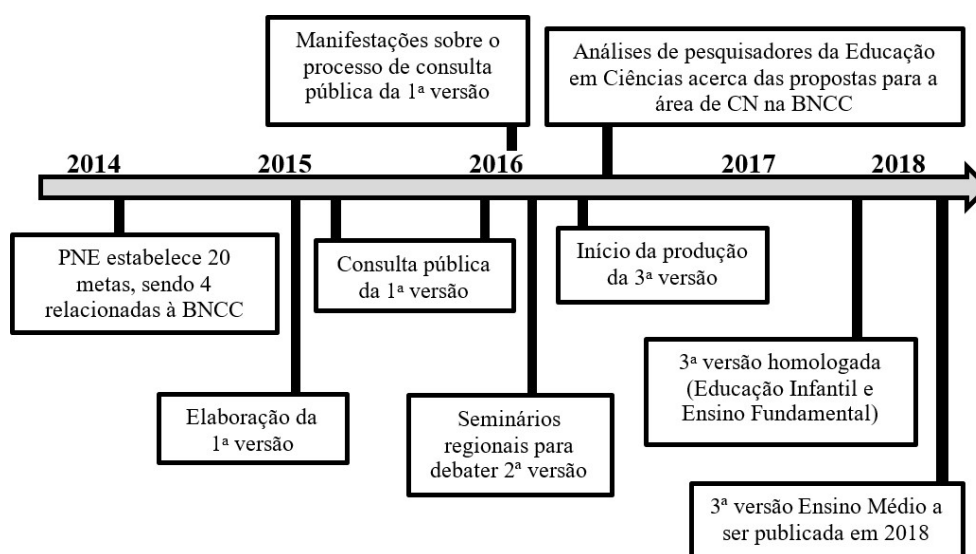 Manifestações sobre o
processo de consulta
pública da 1ª versão
Análises de pesquisadores da Educação
em Ciências acerca das propostas para a
área de CN na BNCC
2014
2015
2016
2017
2018
PNE estabelece 20
metas, sendo 4
relacionadas à BNCC
Consulta pública
da 1ª versão
Início da produção
da 3ª versão
Elaboração da
1ª versão
Seminários
regionais para
debater 2ª versão
3ª versão homologada
(Educação Infantil e
Ensino Fundamental)
3ª versão Ensino Médio a
ser publicada em 2018